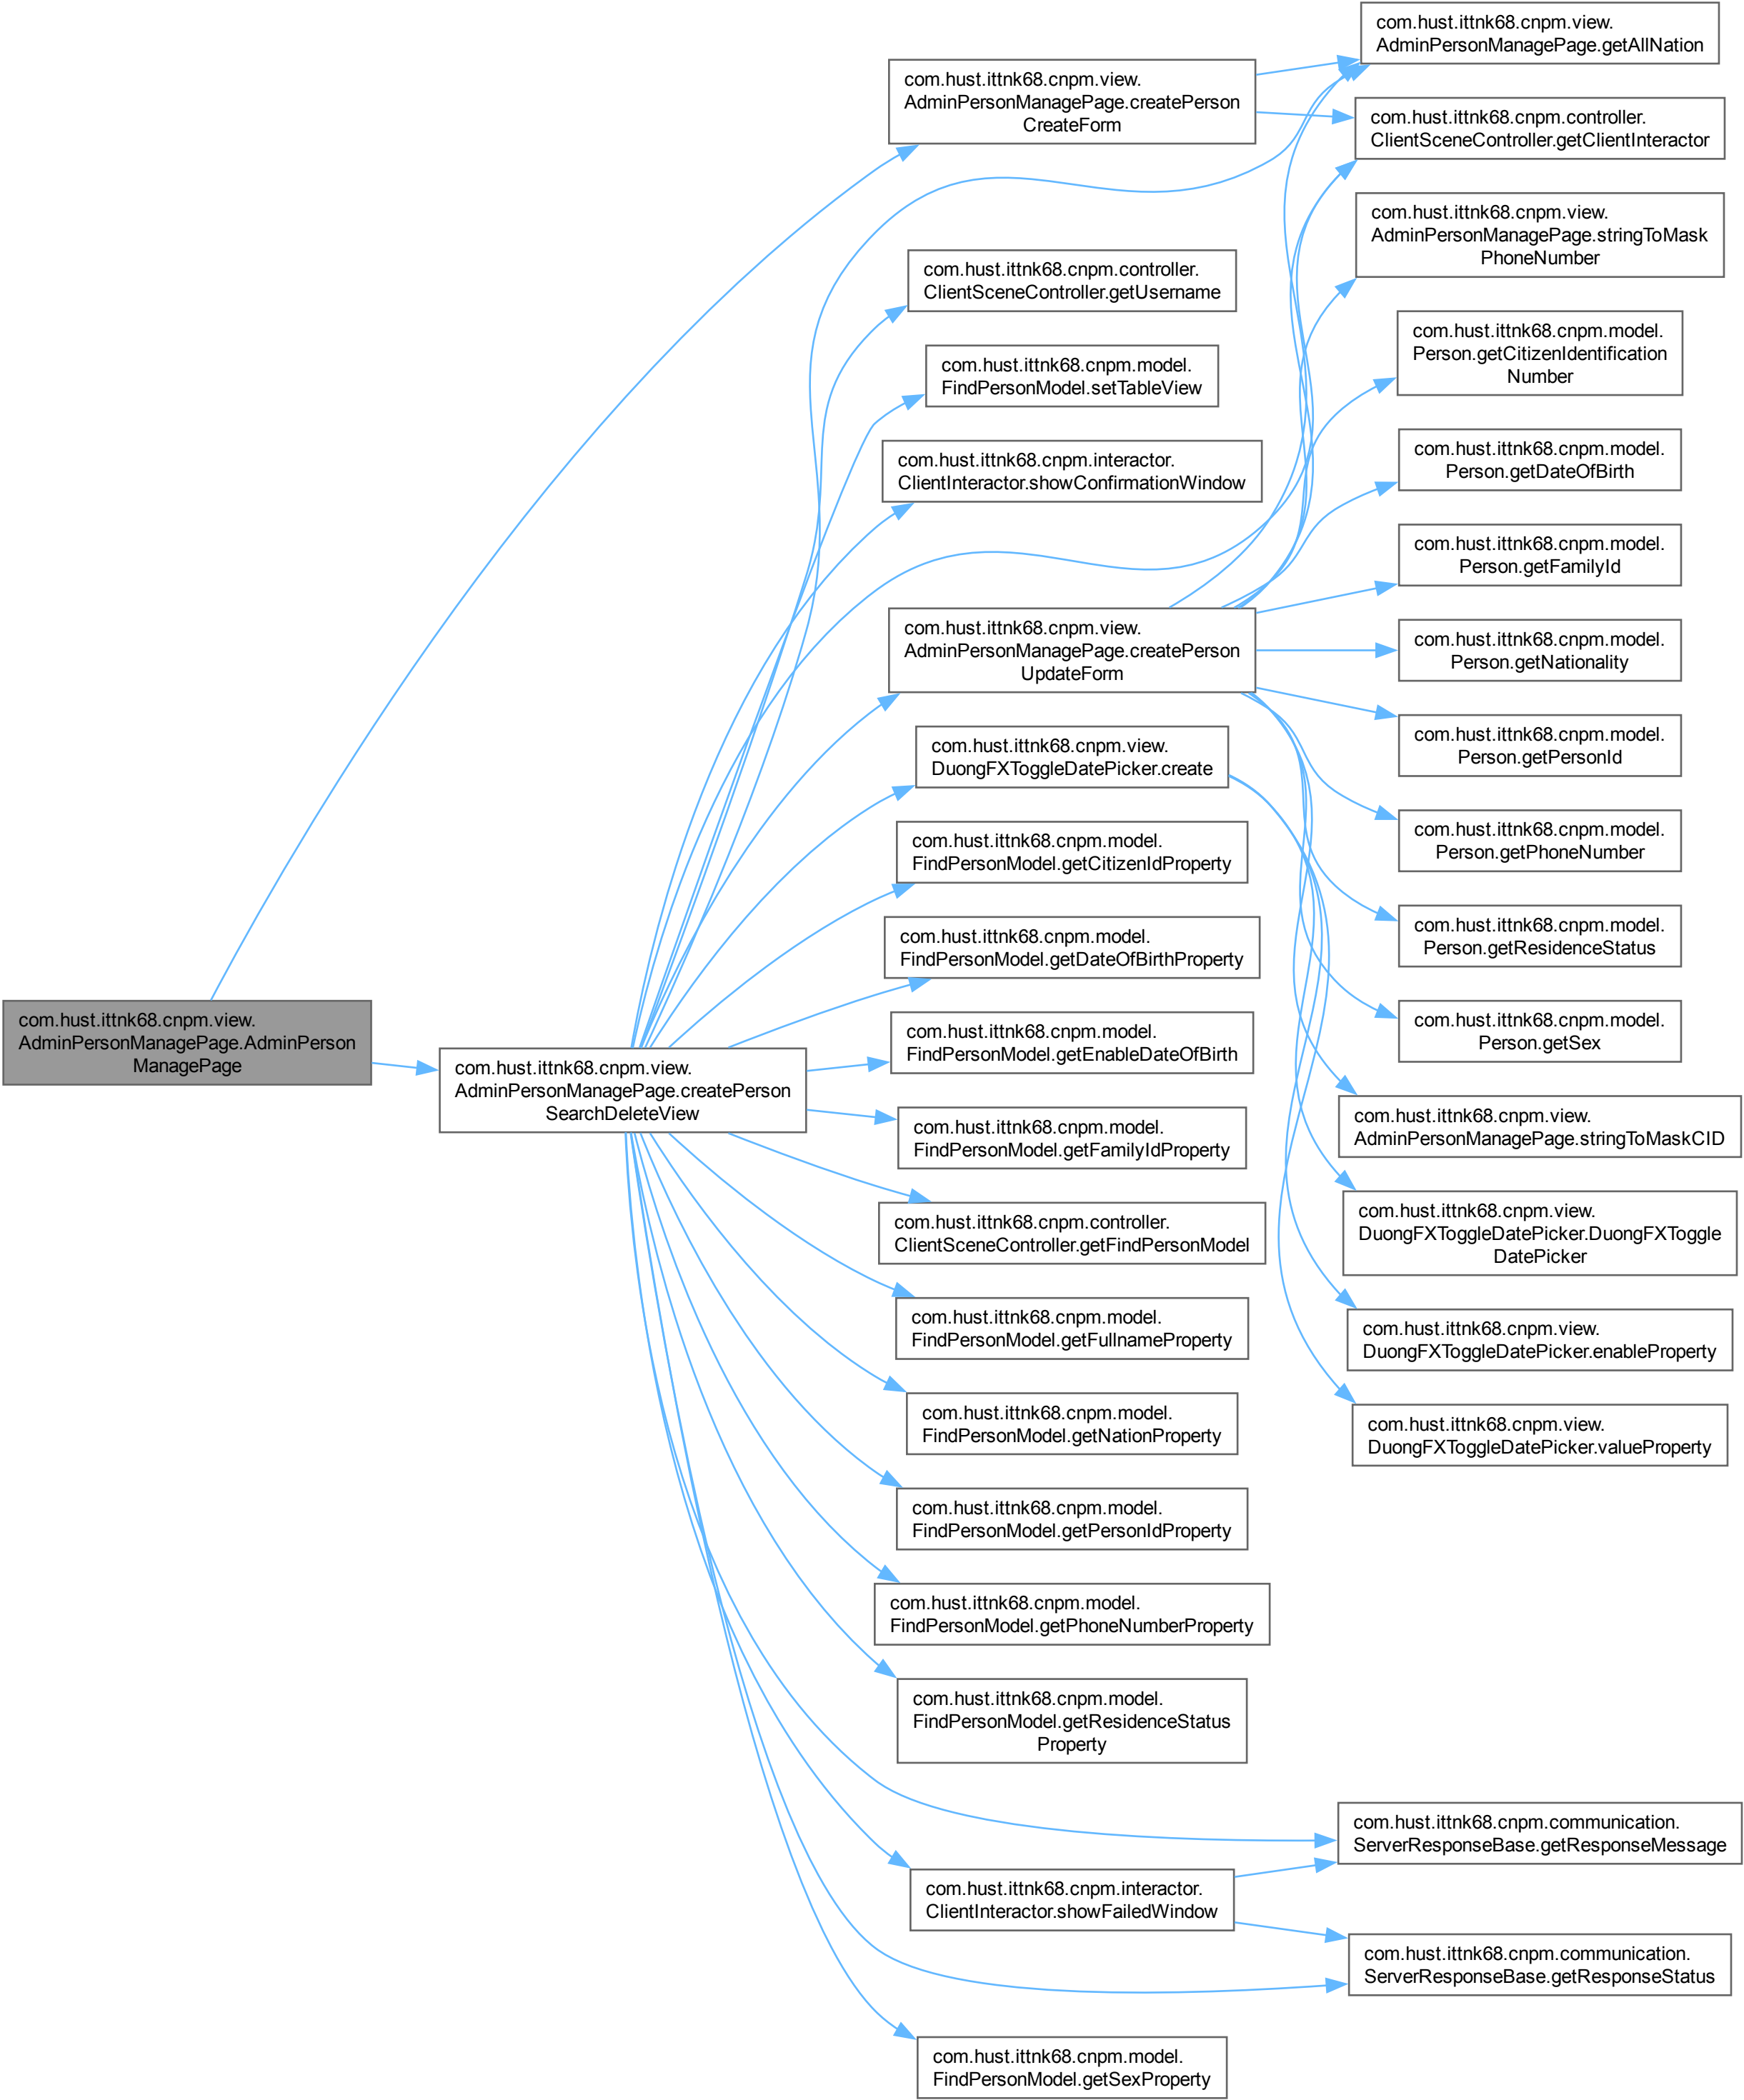 com.hust.ittnk68.cnpm.view.
AdminPersonManagePage.AdminPerson
ManagePage
com.hust.ittnk68.cnpm.view.
AdminPersonManagePage.createPerson
SearchDeleteView
com.hust.ittnk68.cnpm.view.
AdminPersonManagePage.createPerson
CreateForm
com.hust.ittnk68.cnpm.controller.
ClientSceneController.getUsername
com.hust.ittnk68.cnpm.model.
FindPersonModel.setTableView
com.hust.ittnk68.cnpm.interactor.
ClientInteractor.showConfirmationWindow
com.hust.ittnk68.cnpm.view.
AdminPersonManagePage.createPerson
UpdateForm
com.hust.ittnk68.cnpm.view.
DuongFXToggleDatePicker.create
com.hust.ittnk68.cnpm.model.
FindPersonModel.getCitizenIdProperty
com.hust.ittnk68.cnpm.model.
FindPersonModel.getDateOfBirthProperty
com.hust.ittnk68.cnpm.model.
FindPersonModel.getEnableDateOfBirth
com.hust.ittnk68.cnpm.model.
FindPersonModel.getFamilyIdProperty
com.hust.ittnk68.cnpm.controller.
ClientSceneController.getFindPersonModel
com.hust.ittnk68.cnpm.model.
FindPersonModel.getFullnameProperty
com.hust.ittnk68.cnpm.model.
FindPersonModel.getNationProperty
com.hust.ittnk68.cnpm.model.
FindPersonModel.getPersonIdProperty
com.hust.ittnk68.cnpm.model.
FindPersonModel.getPhoneNumberProperty
com.hust.ittnk68.cnpm.model.
FindPersonModel.getResidenceStatus
Property
com.hust.ittnk68.cnpm.interactor.
ClientInteractor.showFailedWindow
com.hust.ittnk68.cnpm.model.
FindPersonModel.getSexProperty
com.hust.ittnk68.cnpm.view.
AdminPersonManagePage.getAllNation
com.hust.ittnk68.cnpm.controller.
ClientSceneController.getClientInteractor
com.hust.ittnk68.cnpm.view.
AdminPersonManagePage.stringToMask
PhoneNumber
com.hust.ittnk68.cnpm.model.
Person.getCitizenIdentification
Number
com.hust.ittnk68.cnpm.model.
Person.getDateOfBirth
com.hust.ittnk68.cnpm.model.
Person.getFamilyId
com.hust.ittnk68.cnpm.model.
Person.getNationality
com.hust.ittnk68.cnpm.model.
Person.getPersonId
com.hust.ittnk68.cnpm.model.
Person.getPhoneNumber
com.hust.ittnk68.cnpm.model.
Person.getResidenceStatus
com.hust.ittnk68.cnpm.model.
Person.getSex
com.hust.ittnk68.cnpm.view.
AdminPersonManagePage.stringToMaskCID
com.hust.ittnk68.cnpm.view.
DuongFXToggleDatePicker.DuongFXToggle
DatePicker
com.hust.ittnk68.cnpm.view.
DuongFXToggleDatePicker.enableProperty
com.hust.ittnk68.cnpm.view.
DuongFXToggleDatePicker.valueProperty
com.hust.ittnk68.cnpm.communication.
ServerResponseBase.getResponseMessage
com.hust.ittnk68.cnpm.communication.
ServerResponseBase.getResponseStatus